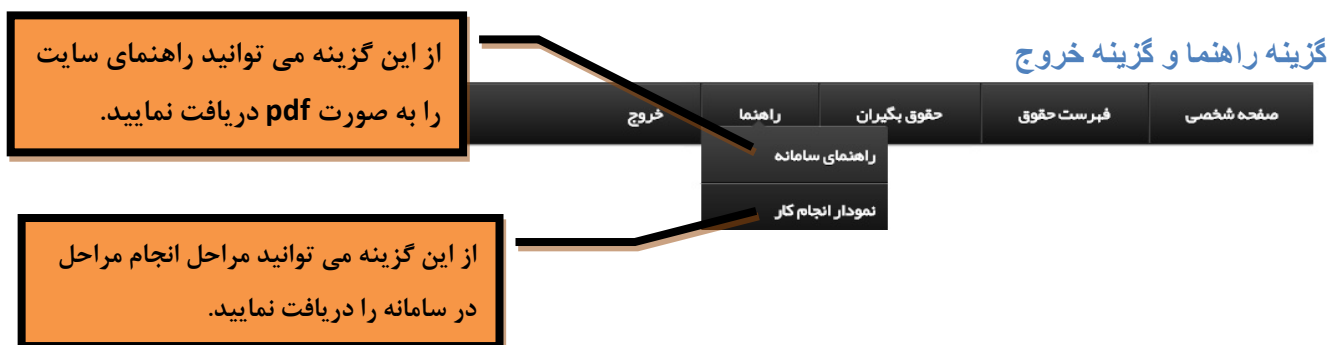 گزینه راهنما و گزینه خروج
از این گزینه می توانید راهنمای سایت
را به صورت pdf دریافت نمایید.
صفحه شخصی
فهرست حقوق
حقوق بگیران
راهنما
خروج
راهنمای سامانه
نمودار انجام کار
از این گزینه می توانید مراحل انجام مراحل
در سامانه را دریافت نمایید.